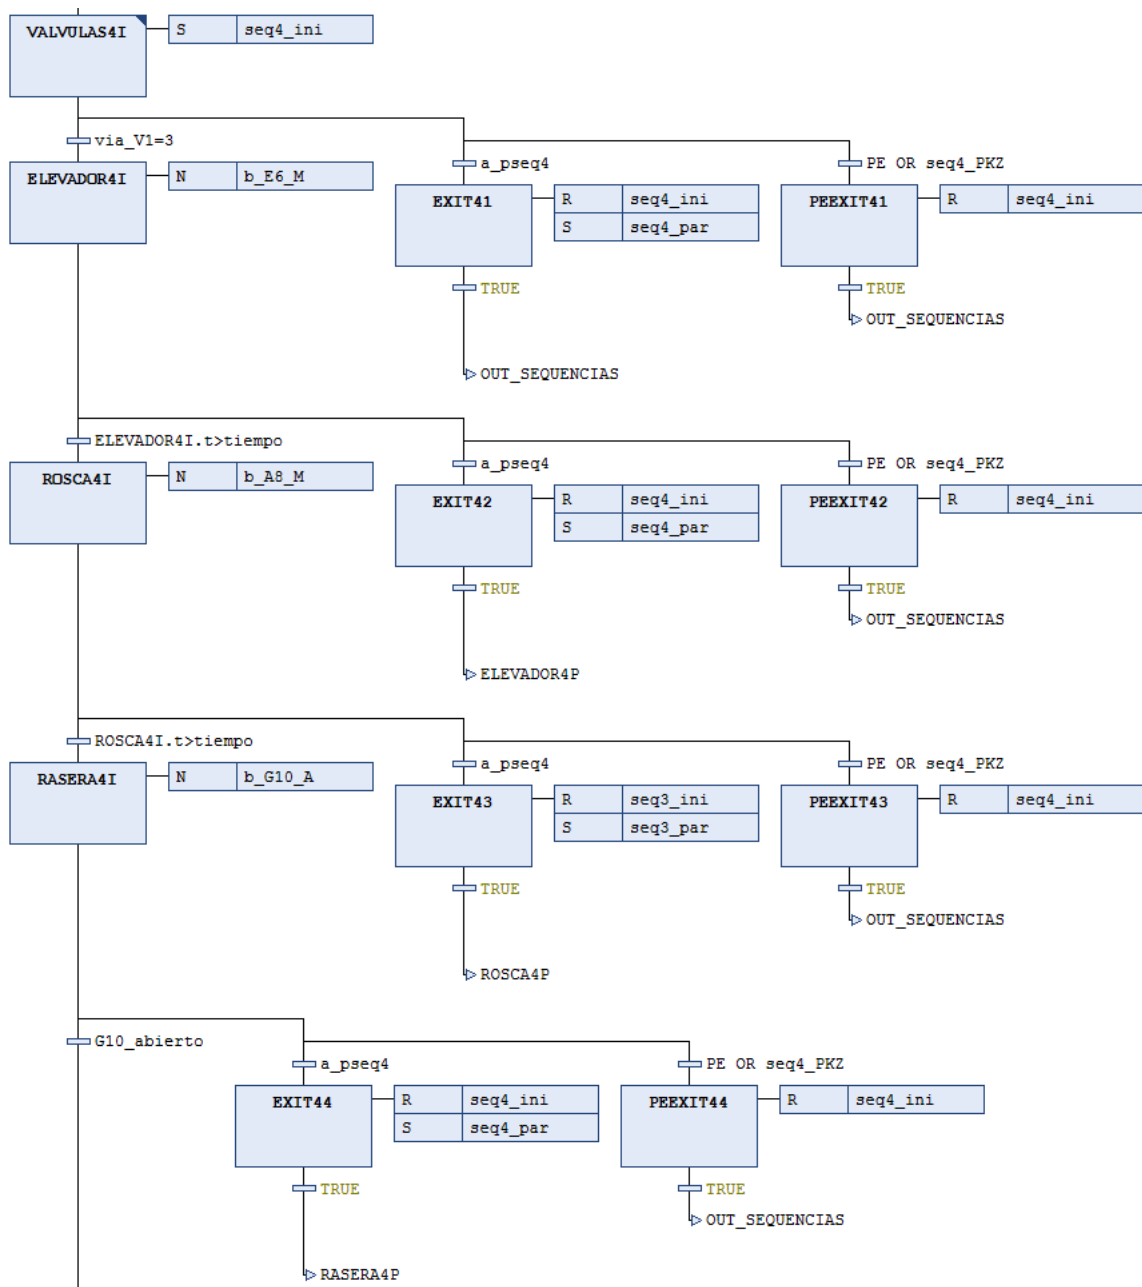 VALVULAS4I S seq4_ini
via_V1=3
a_pseq4 PE OR seq4_PKZ
ELEVADOR4I N b_E6_M
EXIT41 R seq4_ini PEEXIT41 R seq4_ini
S seq4_par
TRUE TRUE
OUT_SEQUENCIAS
OUT_SEQUENCIAS
ELEVADOR4I.t>tiempo
a_pseq4 PE OR seq4_PKZ
ROSCA4I N b_A8_M
EXIT42 R seq4_ini PEEXIT42 R seq4_ini
S seq4_par
TRUE TRUE
OUT_SEQUENCIAS
ELEVADOR4P
ROSCA4I.t>tiempo
a_pseq4 PE OR seq4_PKZ
RASERA4I N b_G10_A
EXIT43 R seq3_ini PEEXIT43 R seq4_ini
S seq3_par
TRUE TRUE
OUT_SEQUENCIAS
ROSCA4P
G10_abierto
a_pseq4 PE OR seq4_PKZ
EXIT44 R seq4_ini PEEXIT44 R seq4_ini
S seq4_par
TRUE TRUE
OUT_SEQUENCIAS
RASERA4P